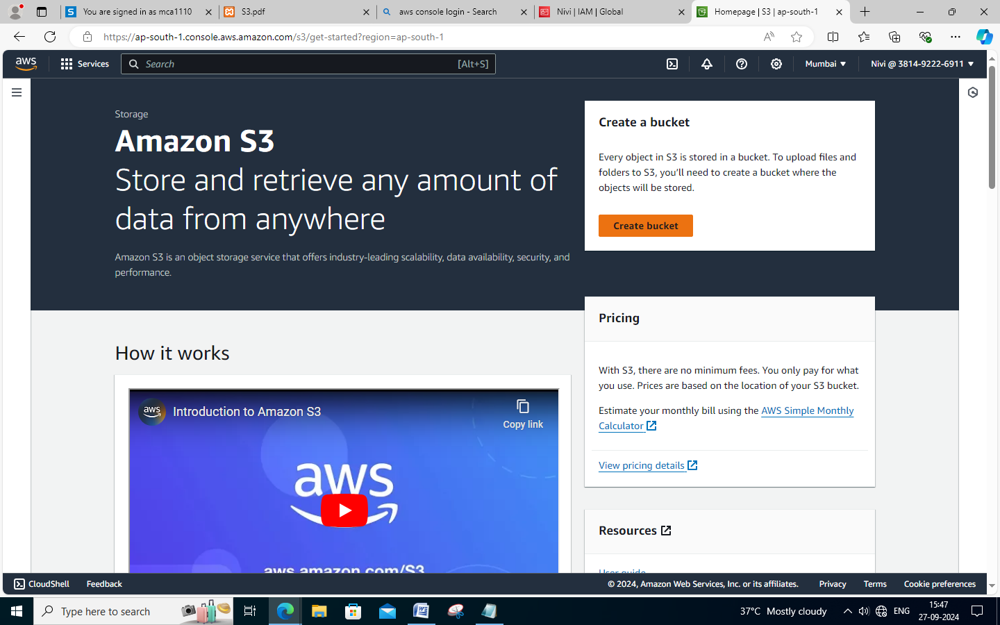 You are signed in as mca1110
S3.pdf
aws console login - Search
Nivi | IAM | Global
Homepage | S3 | ap-south-1
https://ap-south-1.console.aws.amazon.com/s3/get-started?region=ap-south-1
aws
Services
Search
[Alt+S]
Mumbai
Nivi @ 3814-9222-6911
Storage
Amazon S3
Store and retrieve any amount of
data from anywhere
Amazon S3 is an object storage service that offers industry-leading scalability, data availability, security, and
performance.
Create a bucket
Every object in S3 is stored in a bucket. To upload files and
folders to S3, you'll need to create a bucket where the
objects will be stored.
Create bucket
Pricing
With S3, there are no minimum fees. You only pay for what
you use. Prices are based on the location of your S3 bucket.
Estimate your monthly bill using the AWS Simple Monthly
Calculator
View pricing details
Resources
User guide
How it works
aws
Introduction to Amazon S3
Copy link
aws
aws.amazon.com/S3
CloudShell
Feedback
© 2024, Amazon Web Services, Inc. or its affiliates.
Privacy
Terms
Cookie preferences
Type here to search
37°C Mostly cloudy
ENG
15:47
27-09-2024